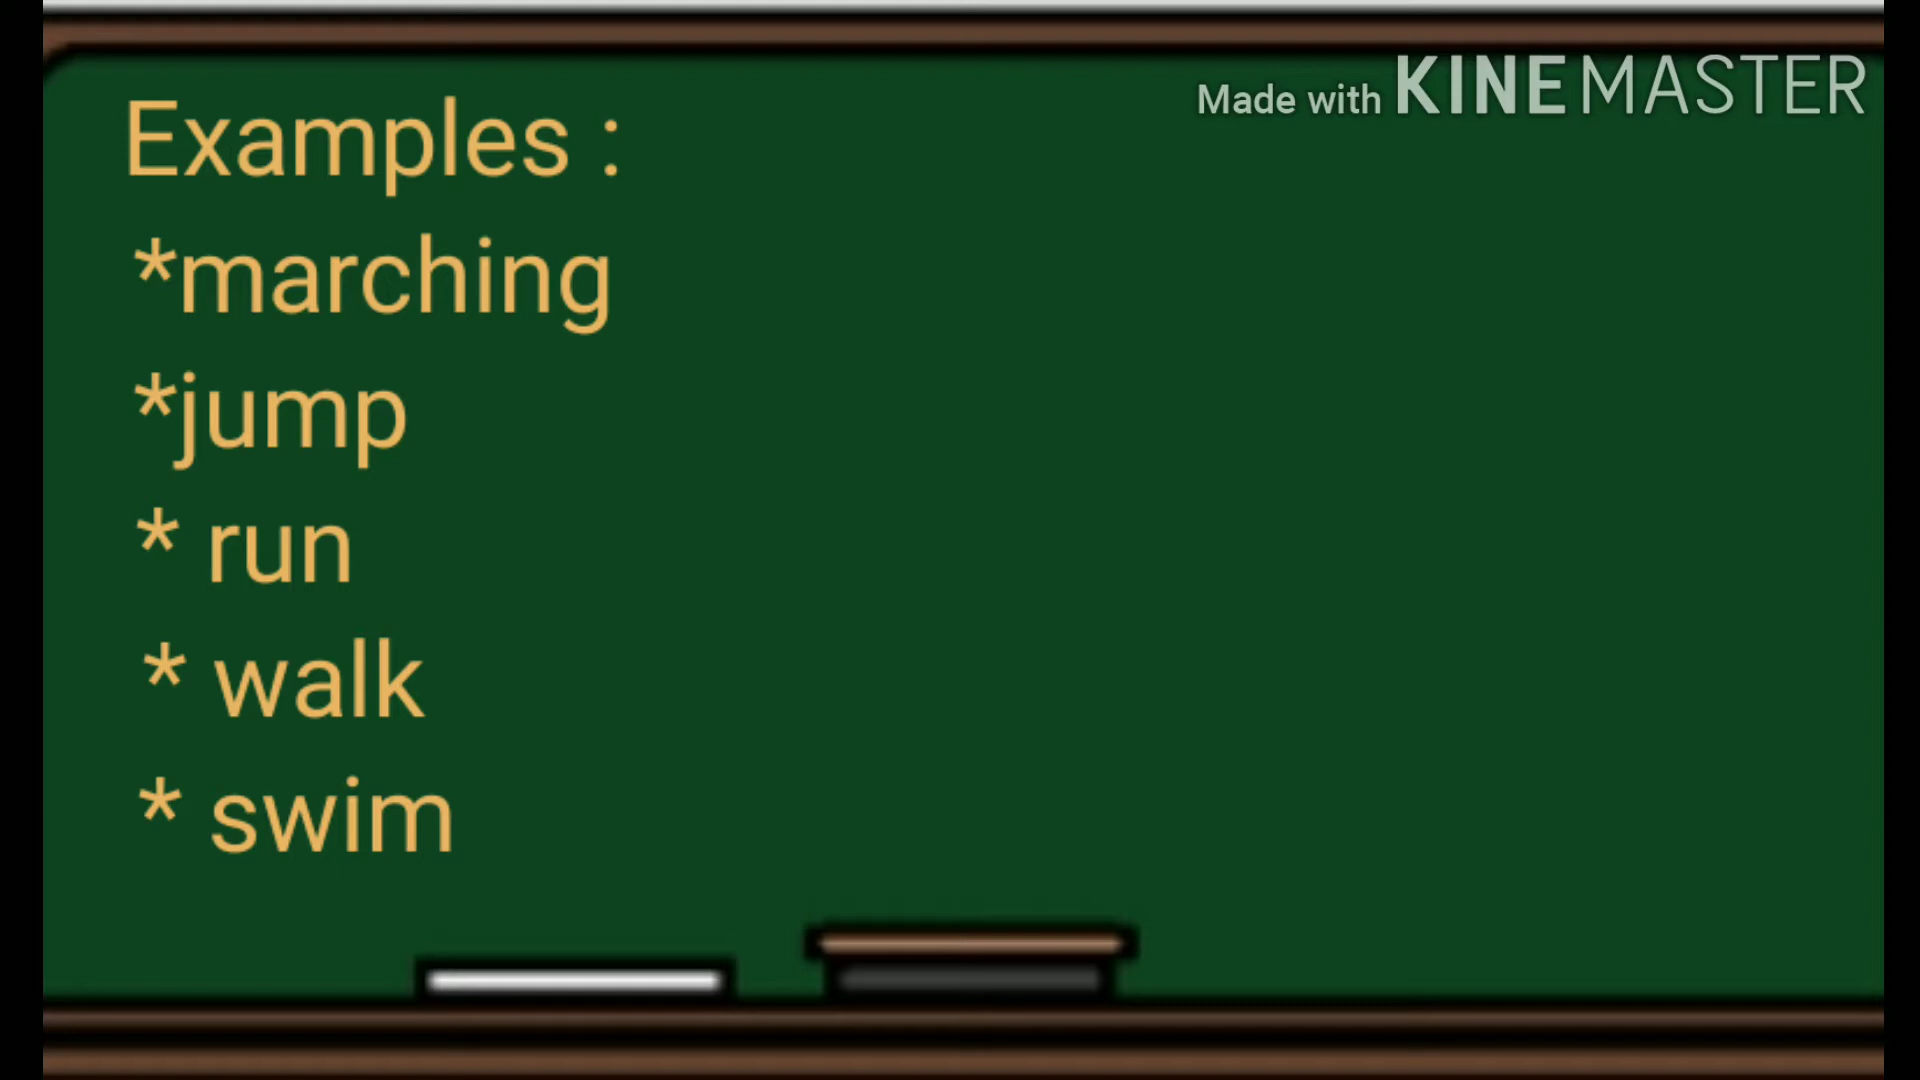 Made with KINEMASTER
Examples :
*marching
*jump
* run
* walk
* swim